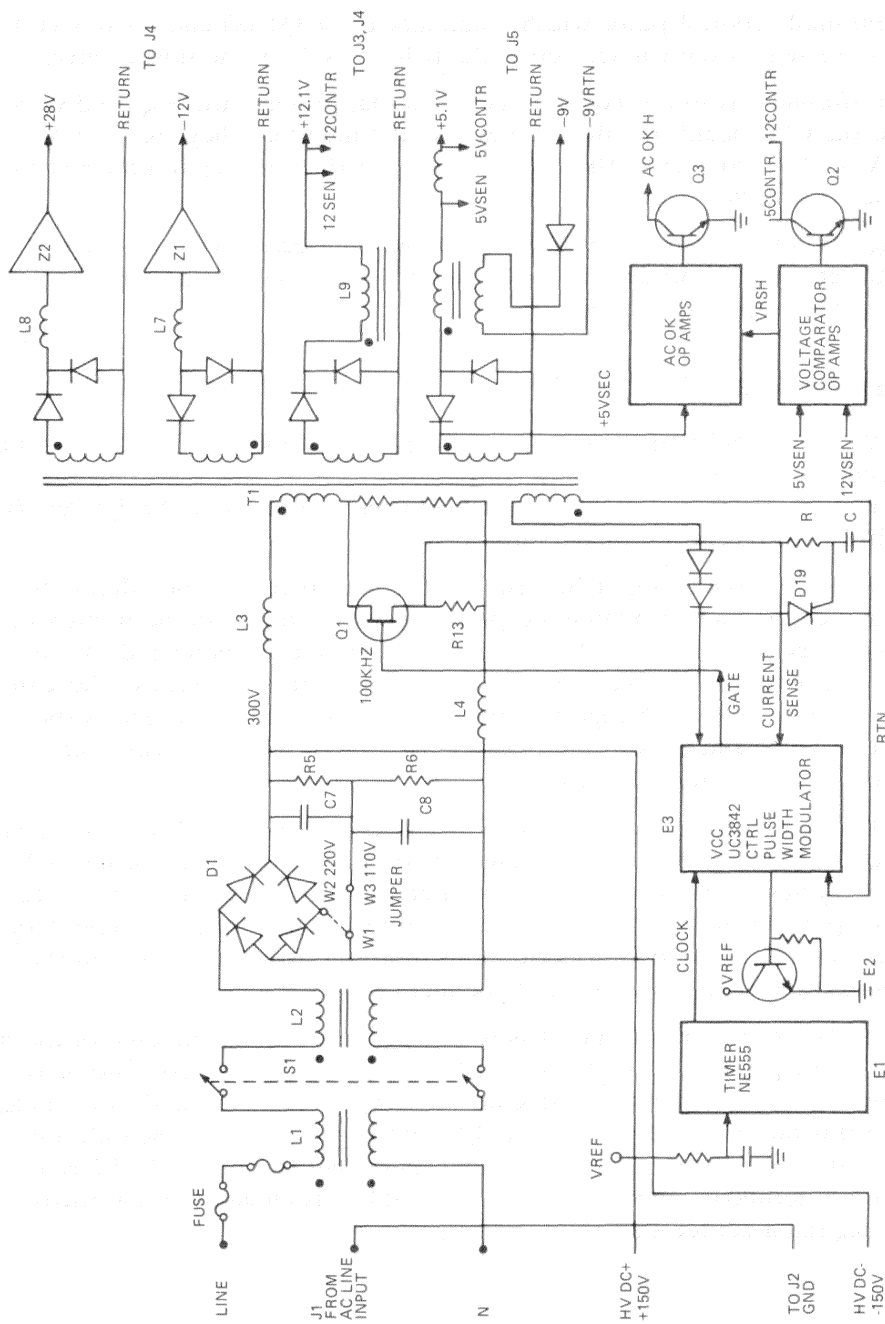 FUSE
LINE
J1
FROM
AC LINE
INPUT
N
HV DC+
+150V
TO J2
GND
HV DC-
-150V
L1
S1
L2
D1
W2 220V
W1
W3 110V
JUMPER
C7
R5
C8
R6
300V
L3
L4
Q1
100KHZ
R13
T1
VREF
TIMER
NE555
E1
CLOCK
VREF
E2
E3
VCC
UC3842
CTRL
PULSE
WIDTH
MODULATOR
GATE
CURRENT
SENSE
RTN
D19
R
C
L8
Z2
+28V
RETURN
TO J4
L7
Z1
-12V
RETURN
L9
+12.1V
12 SEN
12CONTR
TO J3, J4
RETURN
+5.1V
5VSEN
5VCONTR
TO J5
RETURN
-9V
-9VRTN
+5VSEC
AC OK
OP AMPS
AC OK H
Q3
VRSH
5VSEN
12VSEN
VOLTAGE
COMPARATOR
OP AMPS
5CONTR
12CONTR
Q2